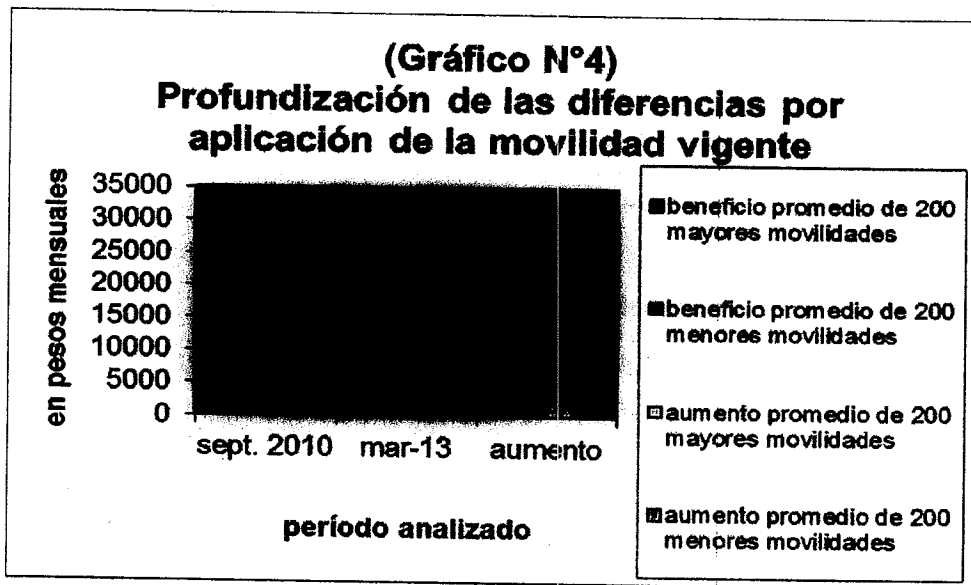 (Gráfico N°4)
Profundización de las diferencias por
aplicación de la movilidad vigente
en pesos mensuales
35000
30000
25000
20000
15000
10000
5000
0
sept. 2010 mar-13 aumento
período analizado
beneficio promedio de 200
mayores movilidades
beneficio promedio de 200
menores movilidades
aumento promedio de 200
mayores movilidades
aumento promedio de 200
menores movilidades